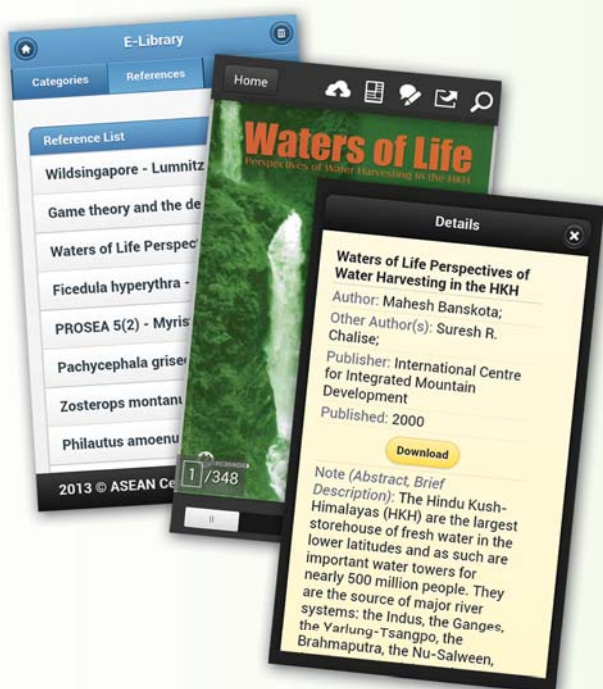 E-Library
Categories
References
Reference List
Wildsingapore - Lumnitz
Game theory and the de
Waters of Life Perspec
Ficedula hyperythra -
PROSEA 5(2) - Myris
Pachycephala grise
Zosterops montanu
Philautus amoenu
2013 © ASEAN Ce
Home
Waters of Life
Perspectives of Water Harvesting in the HKH
1/348
Details
Waters of Life Perspectives of
Water Harvesting in the HKH
Author: Mahesh Banskota;
Other Author(s): Suresh R.
Chalise;
Publisher: International Centre
for Integrated Mountain
Development
Published: 2000
Download
Note (Abstract, Brief
Description): The Hindu Kush-
Himalayas (HKH) are the largest
storehouse of fresh water in the
lower latitudes and as such are
important water towers for
nearly 500 million people. They
are the source of major river
systems: the Indus, the Ganges,
the Yarlung-Tsangpo, the
Brahmaputra, the Nu-Salween,